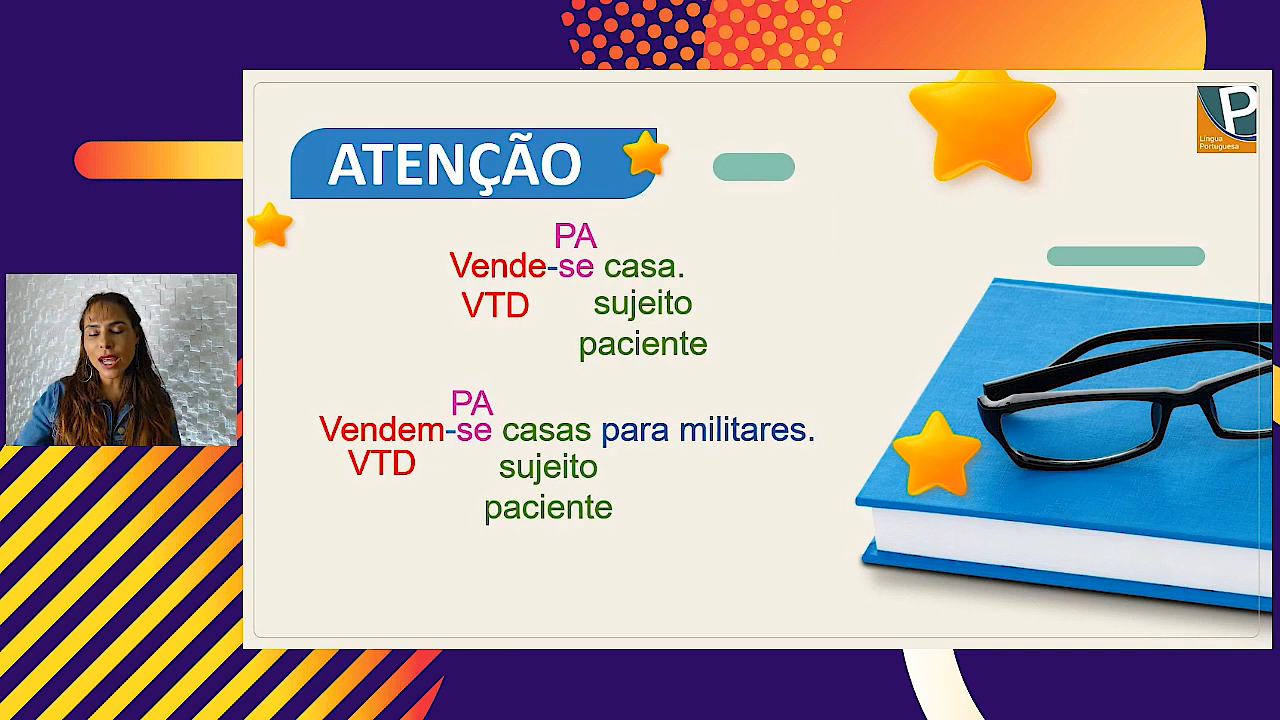 ATENÇÃO
PA
Vende-se casa.
VTD sujeito
paciente
PA
Vendem-se casas para militares.
VTD sujeito
paciente
P
Língua
Portuguesa